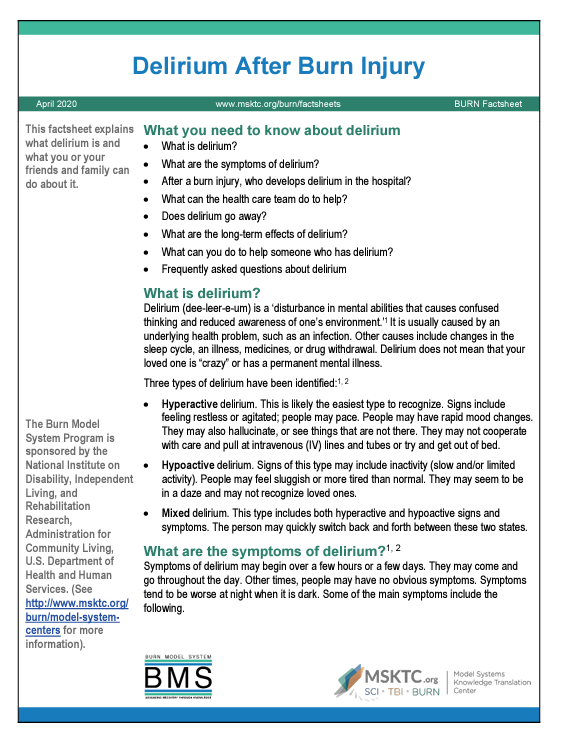 Delirium After Burn Injury
April 2020 www.msktc.org/burn/factsheets BURN Factsheet
This factsheet explains
what delirium is and
what you or your
friends and family can
do about it.
What you need to know about delirium
• What is delirium?
• What are the symptoms of delirium?
• After a burn injury, who develops delirium in the hospital?
• What can the health care team do to help?
• Does delirium go away?
• What are the long-term effects of delirium?
• What can you do to help someone who has delirium?
• Frequently asked questions about delirium
What is delirium?
Delirium (dee-leer-e-um) is a ‘disturbance in mental abilities that causes confused
thinking and reduced awareness of one’s environment.’¹ It is usually caused by an
underlying health problem, such as an infection. Other causes include changes in the
sleep cycle, an illness, medicines, or drug withdrawal. Delirium does not mean that your
loved one is “crazy” or has a permanent mental illness.
Three types of delirium have been identified:¹, ²
• Hyperactive delirium. This is likely the easiest type to recognize. Signs include
feeling restless or agitated; people may pace. People may have rapid mood changes.
They may also hallucinate, or see things that are not there. They may not cooperate
with care and pull at intravenous (IV) lines and tubes or try and get out of bed.
• Hypoactive delirium. Signs of this type may include inactivity (slow and/or limited
activity). People may feel sluggish or more tired than normal. They may seem to be
in a daze and may not recognize loved ones.
• Mixed delirium. This type includes both hyperactive and hypoactive signs and
symptoms. The person may quickly switch back and forth between these two states.
What are the symptoms of delirium?¹, ²
Symptoms of delirium may begin over a few hours or a few days. They may come and
go throughout the day. Other times, people may have no obvious symptoms. Symptoms
tend to be worse at night when it is dark. Some of the main symptoms include the
following.
The Burn Model
System Program is
sponsored by the
National Institute on
Disability, Independent
Living, and
Rehabilitation
Research,
Administration for
Community Living,
U.S. Department of
Health and Human
Services. (See
http://www.msktc.org/
burn/model-system-
centers for more
information).
BURN MODEL SYSTEM
BMS
ADVANCING RECOVERY THROUGH KNOWLEDGE
MSKTC.org
SCI • TBI • BURN
Model Systems
Knowledge Translation
Center